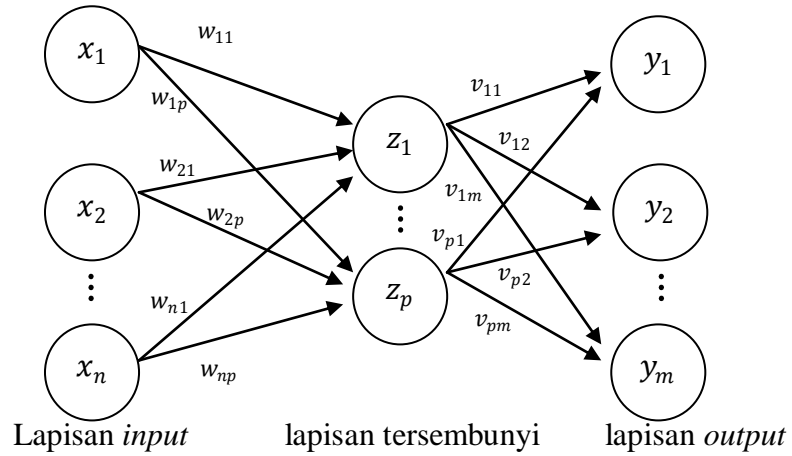 x₁
w₁₁
w₁ₚ
x₂
w₂₁
w₂ₚ
⋮
xₙ
wₙ₁
wₙₚ
z₁
⋮
zₚ
v₁₁
v₁₂
v₁ₘ
vₚ₁
vₚ₂
vₚₘ
y₁
y₂
⋮
yₘ
Lapisan input lapisan tersembunyi lapisan output